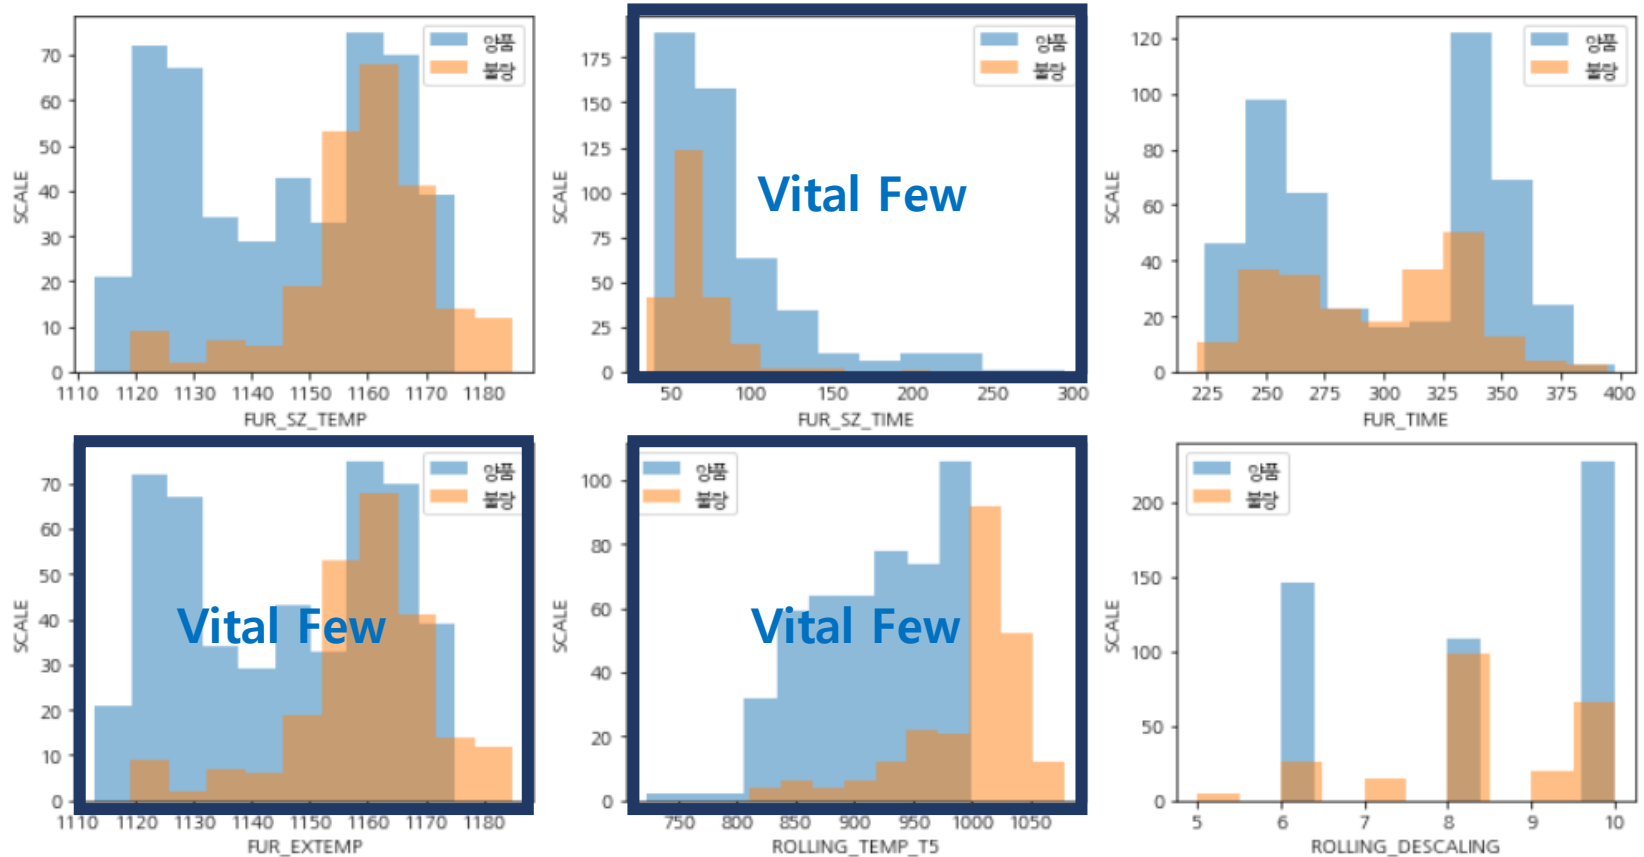 양품
불량
70
60
50
40
30
20
10
0
SCALE
1110 1120 1130 1140 1150 1160 1170 1180
FUR_SZ_TEMP
양품
불량
175
150
125
100
75
50
25
0
SCALE
Vital Few
50 100 150 200 250 300
FUR_SZ_TIME
양품
불량
120
100
80
60
40
20
0
SCALE
225 250 275 300 325 350 375 400
FUR_TIME
양품
불량
70
60
50
40
30
20
10
0
SCALE
Vital Few
1110 1120 1130 1140 1150 1160 1170 1180
FUR_EXTEMP
양품
불량
100
80
60
40
20
0
SCALE
Vital Few
750 800 850 900 950 1000 1050
ROLLING_TEMP_T5
양품
불량
200
150
100
50
0
SCALE
5 6 7 8 9 10
ROLLING_DESCALING